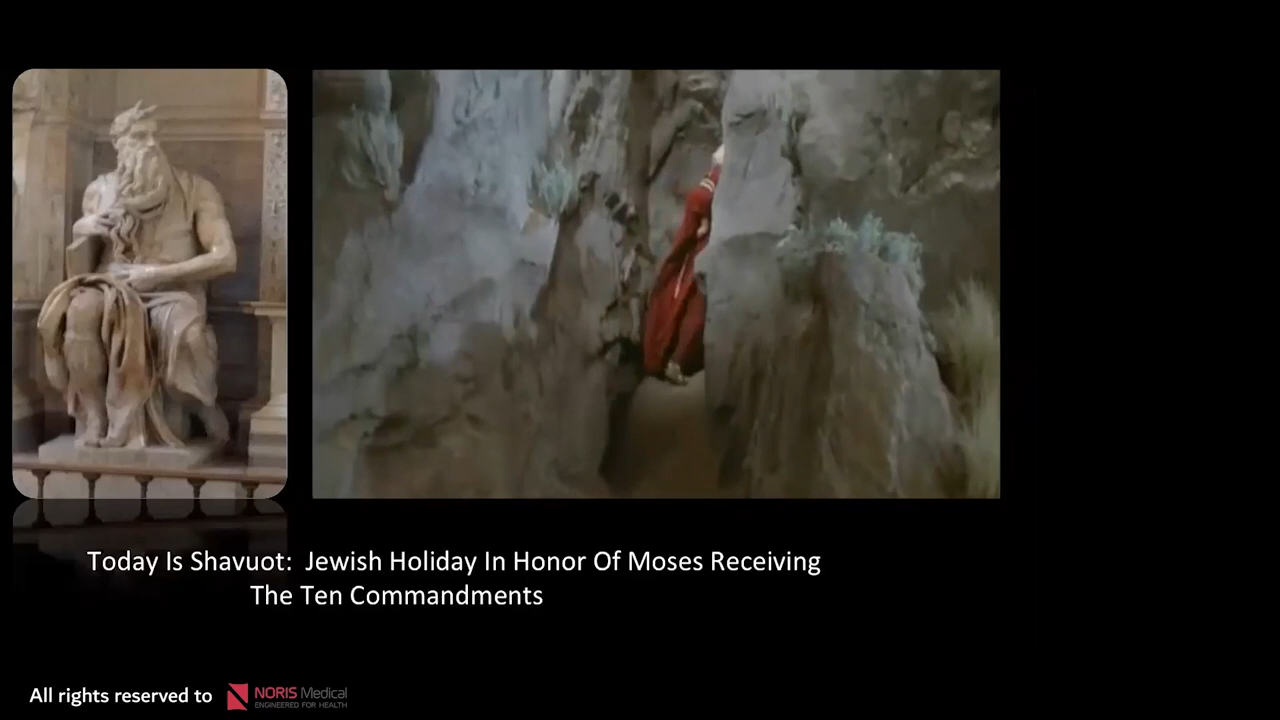 Today Is Shavuot: Jewish Holiday In Honor Of Moses Receiving
The Ten Commandments
All rights reserved to NORIS Medical
ENGINEERED FOR HEALTH